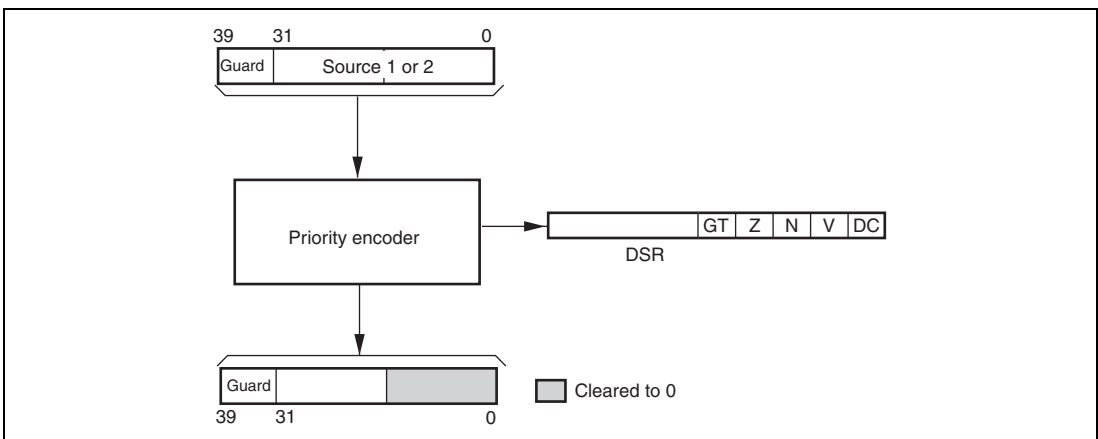 39 31 0
Guard Source 1 or 2
Priority encoder
GT Z N V DC
DSR
Guard
Cleared to 0
39 31 0